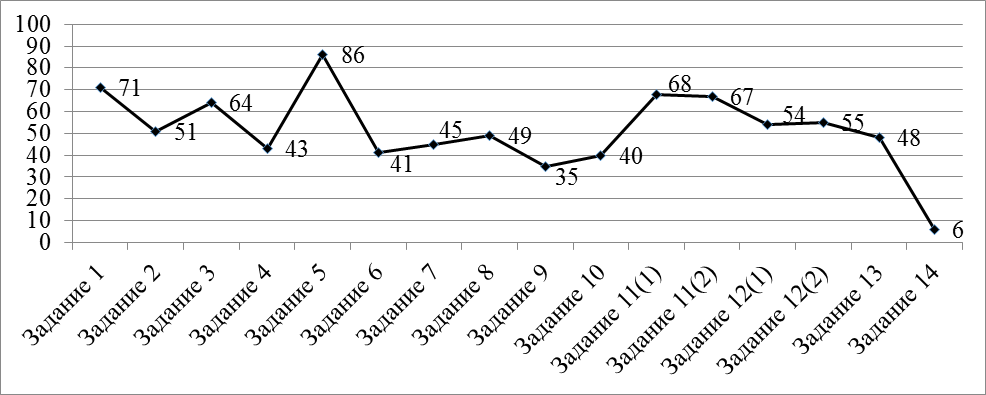 100
90
80
70
60
50
40
30
20
10
0
71
51
64
43
86
41
45
49
35
40
68
67
54
55
48
6
Задание 1
Задание 2
Задание 3
Задание 4
Задание 5
Задание 6
Задание 7
Задание 8
Задание 9
Задание 10
Задание 11(1)
Задание 11(2)
Задание 12(1)
Задание 12(2)
Задание 13
Задание 14